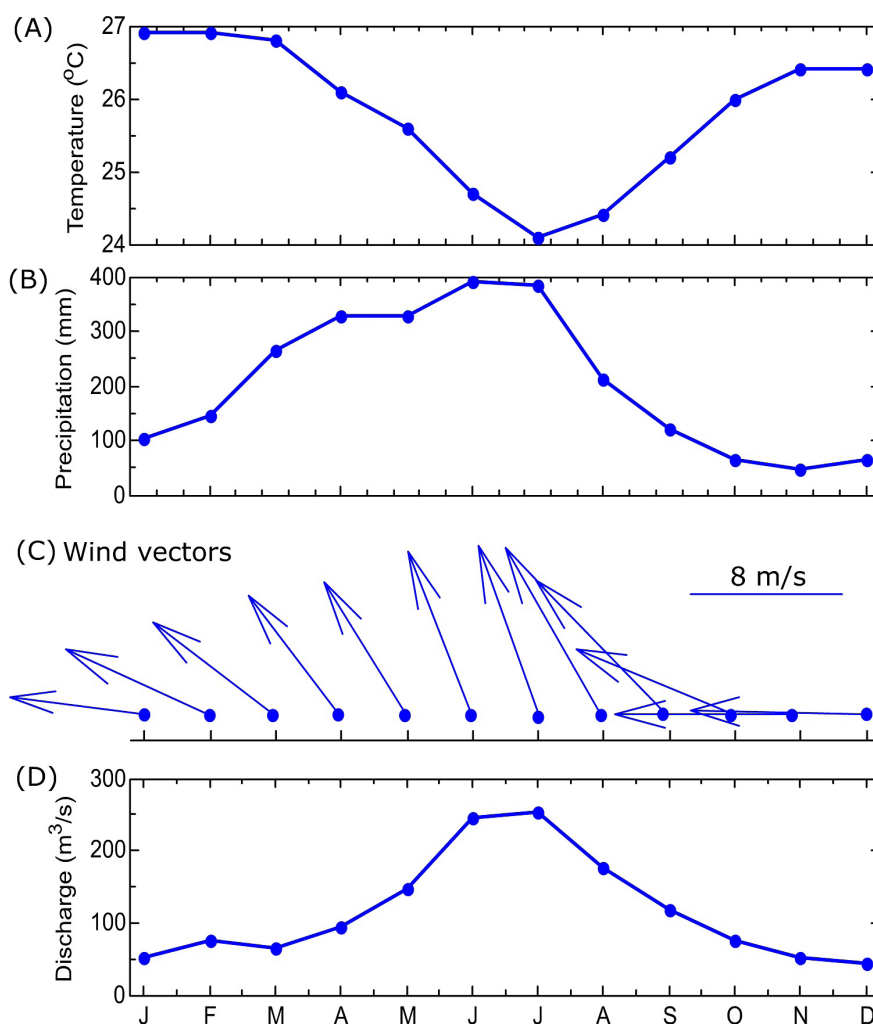 (A)
Temperature (°C)
27
26
25
24
(B)
Precipitation (mm)
400
300
200
100
0
(C) Wind vectors
8 m/s
(D)
Discharge (m³/s)
300
200
100
0
J F M A M J J A S O N D